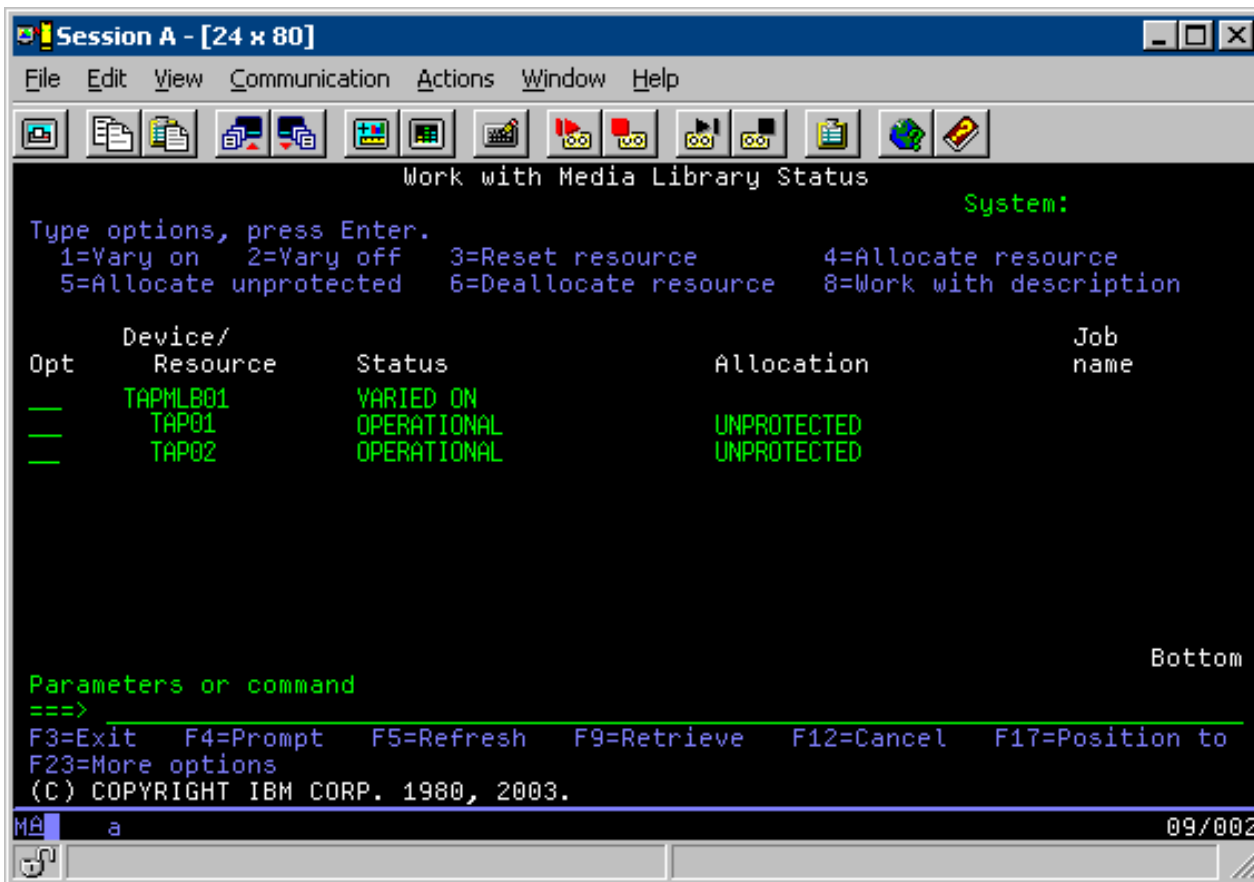 Session A - [24 x 80]
File Edit View Communication Actions Window Help
Work with Media Library Status
System:
Type options, press Enter.
1=Vary on 2=Vary off 3=Reset resource 4=Allocate resource
5=Allocate unprotected 6=Deallocate resource 8=Work with description
Device/ Job
Opt Resource Status Allocation name
__ TAPMLB01 VARIED ON
__ TAP01 OPERATIONAL UNPROTECTED
__ TAP02 OPERATIONAL UNPROTECTED
Bottom
Parameters or command
===>
F3=Exit F4=Prompt F5=Refresh F9=Retrieve F12=Cancel F17=Position to
F23=More options
(C) COPYRIGHT IBM CORP. 1980, 2003.
MA a 09/002